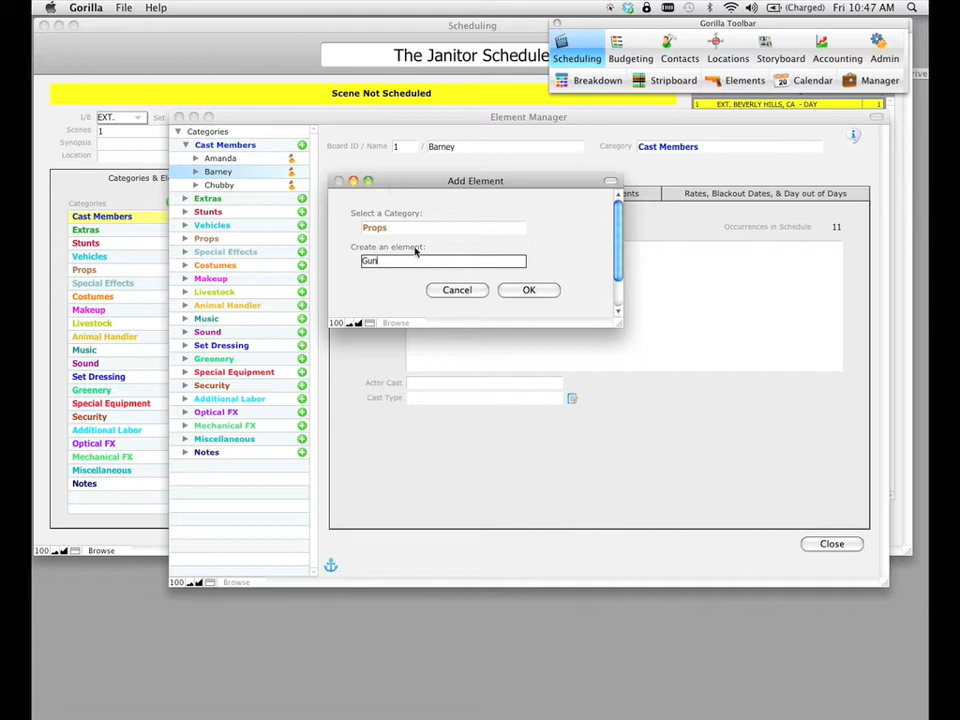 Gorilla File Help
(Charged) Fri 10:47 AM
Scheduling
Gorilla Toolbar
The Janitor Schedule
Scheduling Budgeting Contacts Locations Storyboard Accounting Admin
Breakdown Stripboard Elements 20 Calendar Manager
Scene Not Scheduled
EXT. BEVERLY HILLS, CA - DAY 1
I/E EXT. Set
Scenes 1
Synopsis
Location
Categories & El
Categories
Cast Members
Extras
Stunts
Vehicles
Props
Special Effects
Costumes
Makeup
Livestock
Animal Handler
Music
Sound
Set Dressing
Greenery
Special Equipment
Security
Additional Labor
Optical FX
Mechanical FX
Miscellaneous
Notes
100 Browse
Element Manager
Categories
Cast Members
Amanda
Barney
Chubby
Extras
Stunts
Vehicles
Props
Special Effects
Costumes
Makeup
Livestock
Animal Handler
Music
Sound
Set Dressing
Greenery
Special Equipment
Security
Additional Labor
Optical FX
Mechanical FX
Miscellaneous
Notes
Board ID / Name 1 / Barney Category Cast Members
ents Rates, Blackout Dates, & Day out of Days
Occurrences in Schedule 11
Add Element
Select a Category:
Props
Create an element:
Gun
Cancel OK
100 Browse
Actor Cast
Cast Type
Close
100 Browse